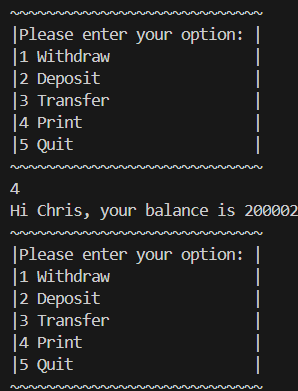 ~~~~~~~~~~~~~~~~~~~~~~~~~~~~
|Please enter your option: |
|1 Withdraw                |
|2 Deposit                 |
|3 Transfer                |
|4 Print                   |
|5 Quit                    |
~~~~~~~~~~~~~~~~~~~~~~~~~~~~
4
Hi Chris, your balance is 200002
~~~~~~~~~~~~~~~~~~~~~~~~~~~~
|Please enter your option: |
|1 Withdraw                |
|2 Deposit                 |
|3 Transfer                |
|4 Print                   |
|5 Quit                    |
~~~~~~~~~~~~~~~~~~~~~~~~~~~~